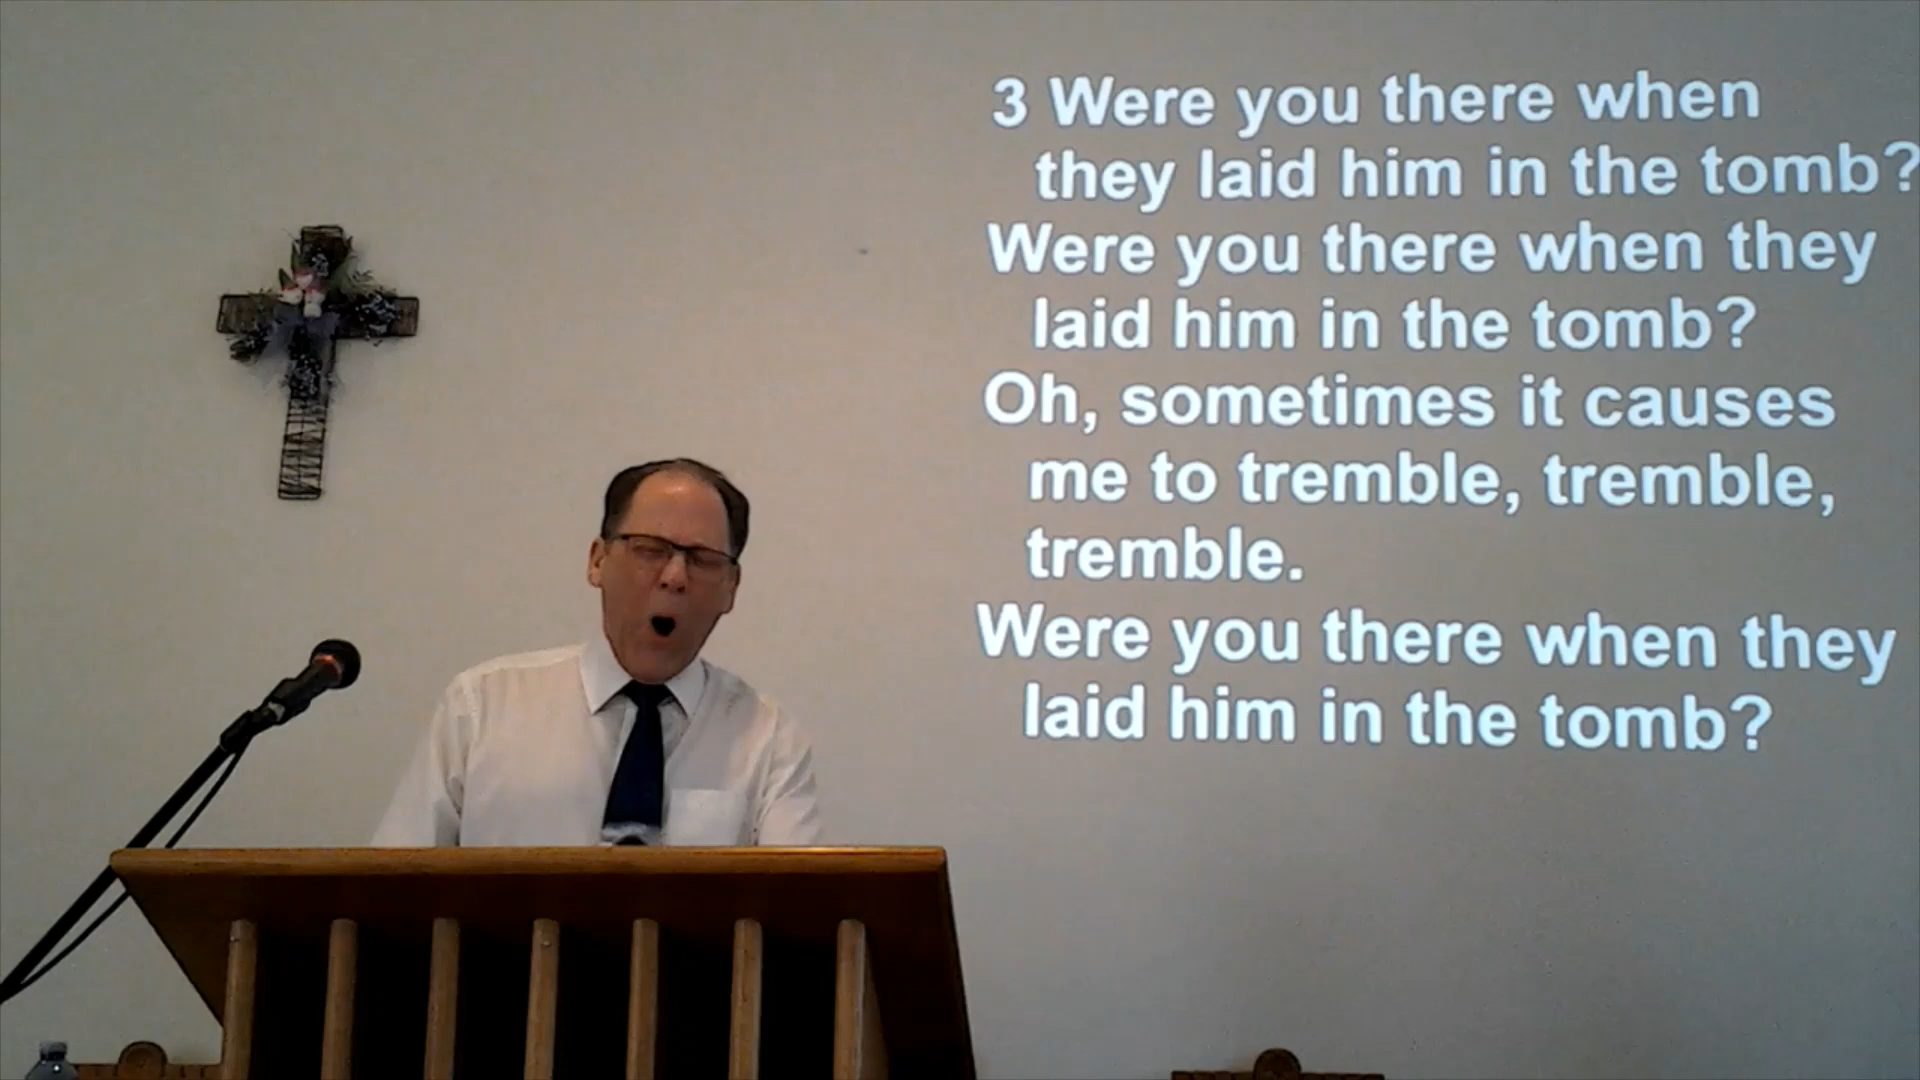 3 Were you there when
they laid him in the tomb?
Were you there when they
laid him in the tomb?
Oh, sometimes it causes
me to tremble, tremble,
tremble.
Were you there when they
laid him in the tomb?